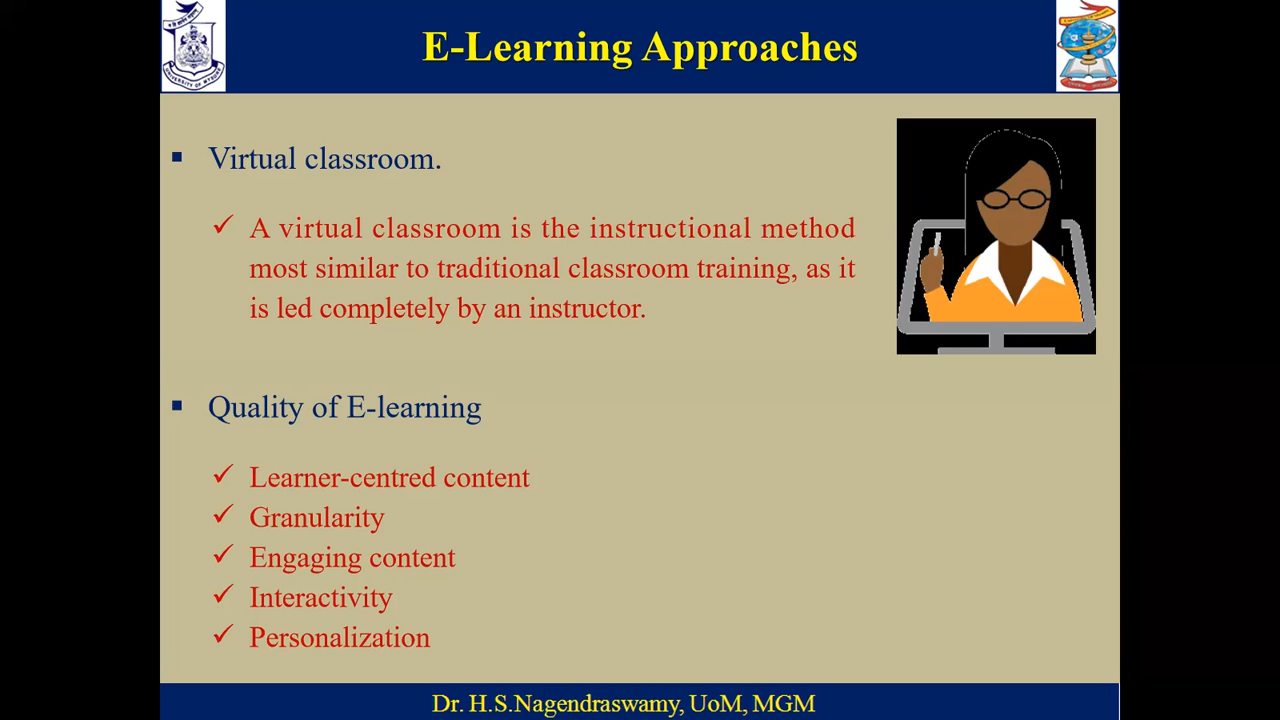 E-Learning Approaches
Virtual classroom.
A virtual classroom is the instructional method
most similar to traditional classroom training, as it
is led completely by an instructor.
Quality of E-learning
Learner-centred content
Granularity
Engaging content
Interactivity
Personalization
Dr. H.S.Nagendraswamy, UoM, MGM